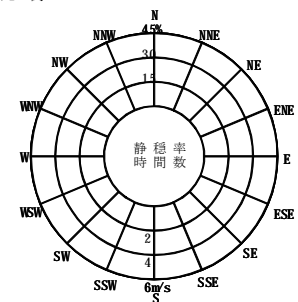 N
45%
NNW NNE
30
NW NE
15
WNW ENE
静穏率
時間数
W E
WSW ESE
2
SW SE
4
SSW SSE
6m/s
S